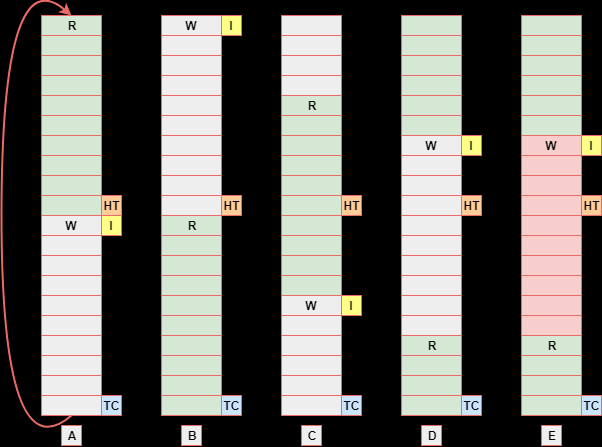 R W I
R
W I W I
HT HT HT HT HT
W I R
W I
R R
TC TC TC TC TC
A B C D E